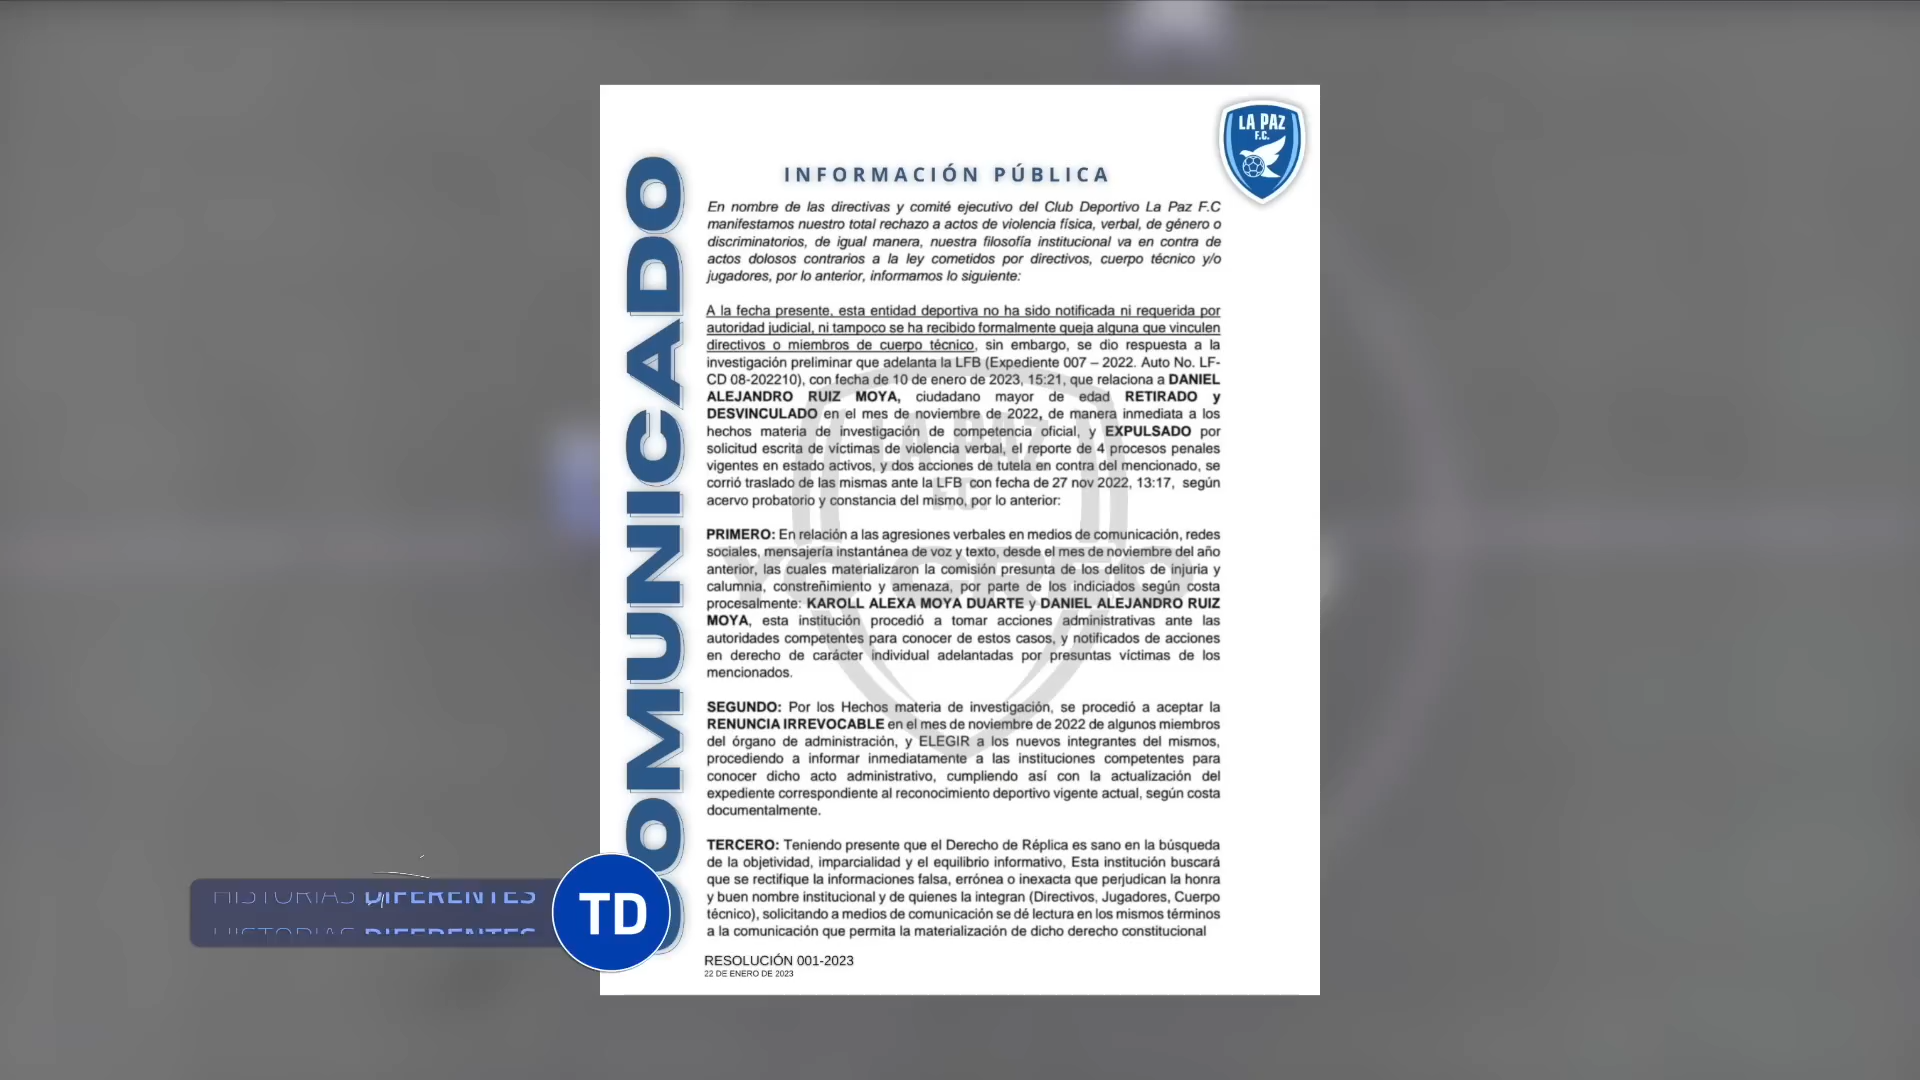 LA PAZ
F.C.
COMUNICADO
INFORMACIÓN PÚBLICA
En nombre de las directivas y comité ejecutivo del Club Deportivo La Paz F.C
manifestamos nuestro total rechazo a actos de violencia física, verbal, de género o
discriminatorios, de igual manera, nuestra filosofía institucional va en contra de
actos dolosos contrarios a la ley cometidos por directivos, cuerpo técnico y/o
jugadores, por lo anterior, informamos lo siguiente:
A la fecha presente, esta entidad deportiva no ha sido notificada ni requerida por
autoridad judicial, ni tampoco se ha recibido formalmente queja alguna que vinculen
directivos o miembros de cuerpo técnico, sin embargo, se dio respuesta a la
investigación preliminar que adelanta la LFB (Expediente 007 – 2022. Auto No. LF-
CD 08-202210), con fecha de 10 de enero de 2023, 15:21, que relaciona a DANIEL
ALEJANDRO RUIZ MOYA, ciudadano mayor de edad RETIRADO y
DESVINCULADO en el mes de noviembre de 2022, de manera inmediata a los
hechos materia de investigación de competencia oficial, y EXPULSADO por
solicitud escrita de víctimas de violencia verbal, el reporte de 4 procesos penales
vigentes en estado activos, y dos acciones de tutela en contra del mencionado, se
corrió traslado de las mismas ante la LFB con fecha de 27 nov 2022, 13:17, según
acervo probatorio y constancia del mismo, por lo anterior:
PRIMERO: En relación a las agresiones verbales en medios de comunicación, redes
sociales, mensajería instantánea de voz y texto, desde el mes de noviembre del año
anterior, las cuales materializaron la comisión presunta de los delitos de injuria y
calumnia, constreñimiento y amenaza, por parte de los indiciados según costa
procesalmente: KAROLL ALEXA MOYA DUARTE y DANIEL ALEJANDRO RUIZ
MOYA, esta institución procedió a tomar acciones administrativas ante las
autoridades competentes para conocer de estos casos, y notificados de acciones
en derecho de carácter individual adelantadas por presuntas víctimas de los
mencionados.
SEGUNDO: Por los Hechos materia de investigación, se procedió a aceptar la
RENUNCIA IRREVOCABLE en el mes de noviembre de 2022 de algunos miembros
del órgano de administración, y ELEGIR a los nuevos integrantes del mismos,
procediendo a informar inmediatamente a las instituciones competentes para
conocer dicho acto administrativo, cumpliendo así con la actualización del
expediente correspondiente al reconocimiento deportivo vigente actual, según costa
documentalmente.
TERCERO: Teniendo presente que el Derecho de Réplica es sano en la búsqueda
de la objetividad, imparcialidad y el equilibrio informativo, Esta institución buscará
que se rectifique la informaciones falsa, errónea o inexacta que perjudican la honra
y buen nombre institucional y de quienes la integran (Directivos, Jugadores, Cuerpo
técnico), solicitando a medios de comunicación se dé lectura en los mismos términos
a la comunicación que permita la materialización de dicho derecho constitucional
RESOLUCIÓN 001-2023
22 DE ENERO DE 2023
HISTORIAS DIFERENTES
HISTORIAS DIFERENTES
TD